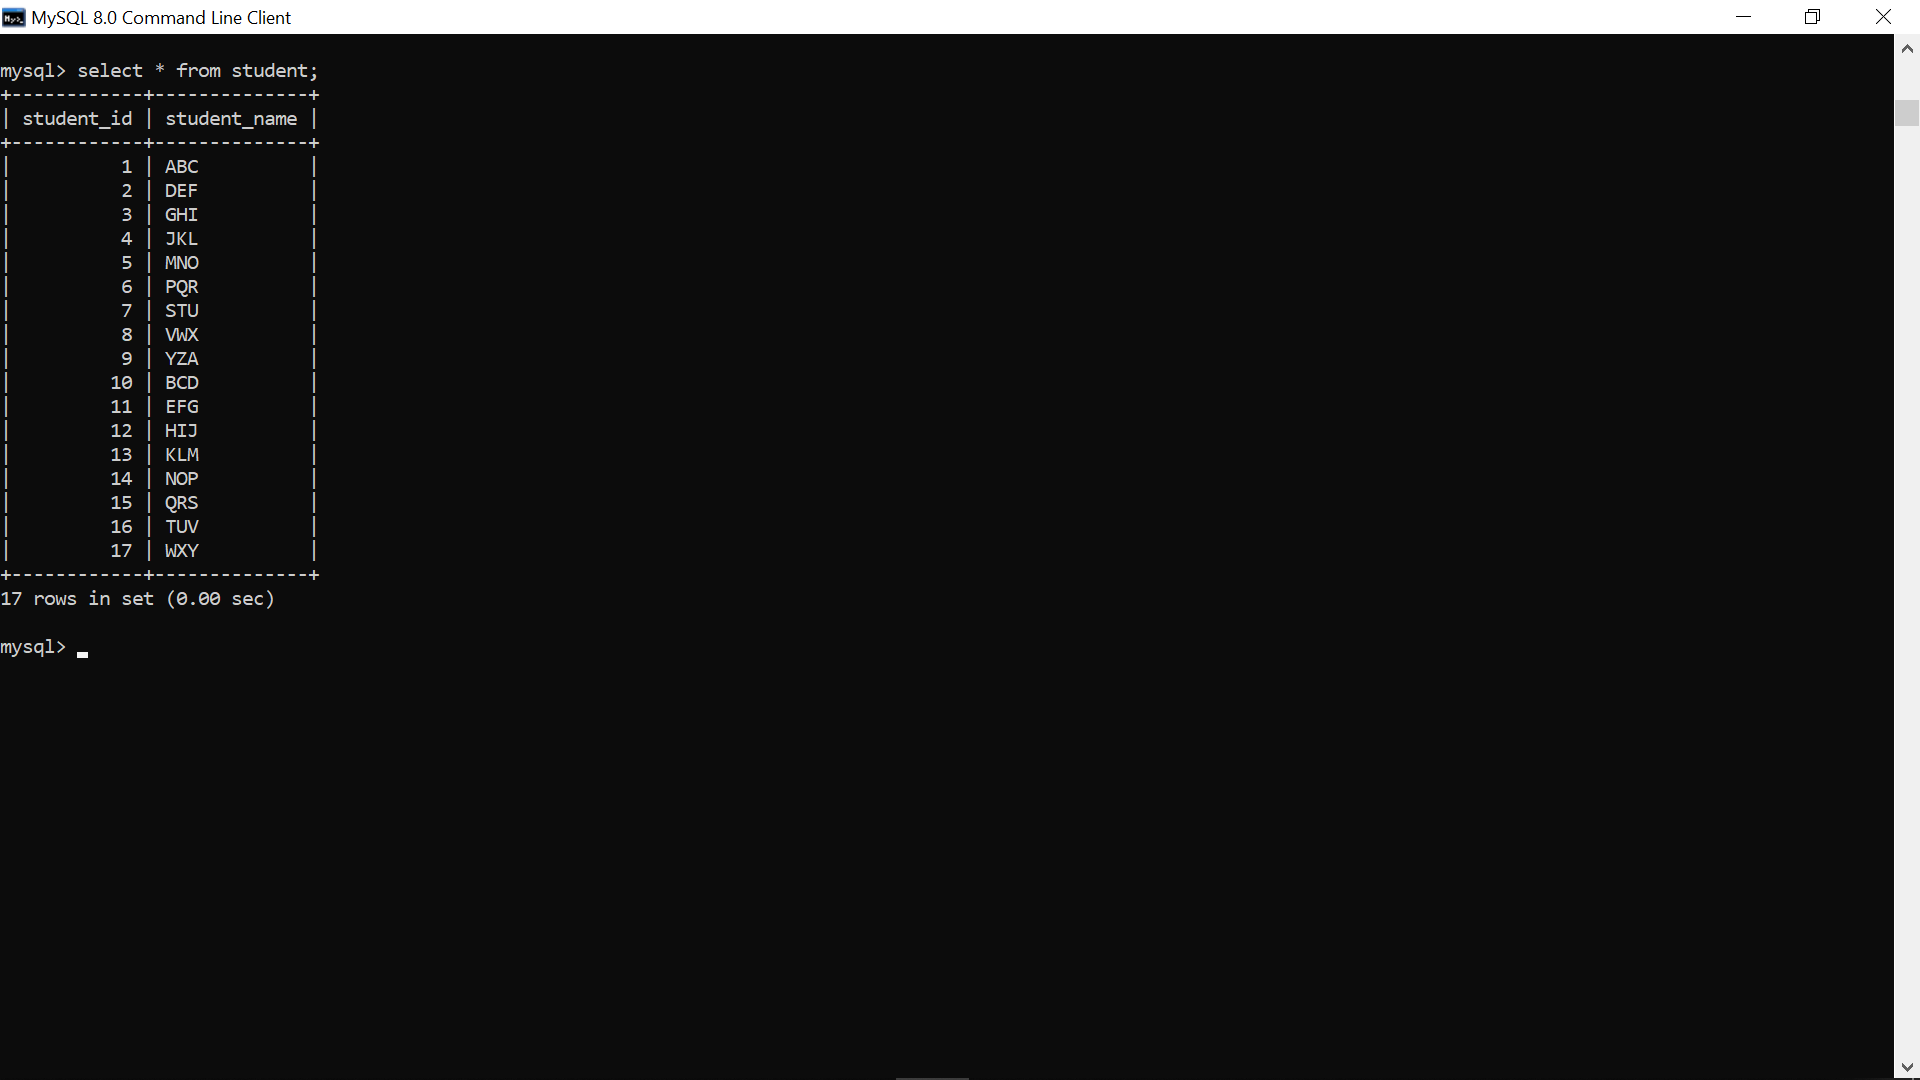 MySQL 8.0 Command Line Client
mysql> select * from student;
+------------+--------------+
| student_id | student_name |
+------------+--------------+
|          1 | ABC          |
|          2 | DEF          |
|          3 | GHI          |
|          4 | JKL          |
|          5 | MNO          |
|          6 | PQR          |
|          7 | STU          |
|          8 | VWX          |
|          9 | YZA          |
|         10 | BCD          |
|         11 | EFG          |
|         12 | HIJ          |
|         13 | KLM          |
|         14 | NOP          |
|         15 | QRS          |
|         16 | TUV          |
|         17 | WXY          |
+------------+--------------+
17 rows in set (0.00 sec)
mysql>